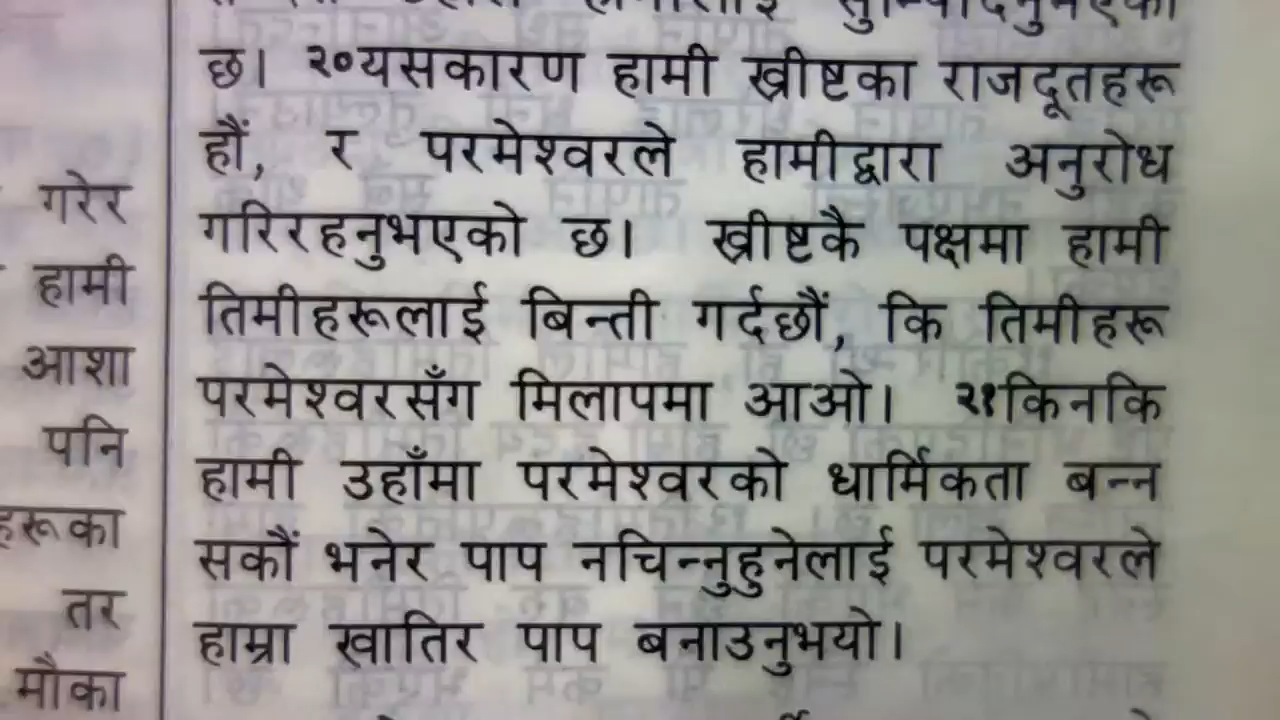 गरेर
हामी
आशा
पनि
हरूका
तर
मौका
छ। २०यसकारण हामी ख्रीष्टका राजदूतहरू
हौं, र परमेश्वरले हामीद्वारा अनुरोध
गरिरहनुभएको छ। ख्रीष्टकै पक्षमा हामी
तिमीहरूलाई बिन्ती गर्दछौं, कि तिमीहरू
परमेश्वरसँग मिलापमा आओ। २१किनकि
हामी उहाँमा परमेश्वरको धार्मिकता बन्न
सकौं भनेर पाप नचिन्नुहुनेलाई परमेश्वरले
हाम्रा खातिर पाप बनाउनुभयो।